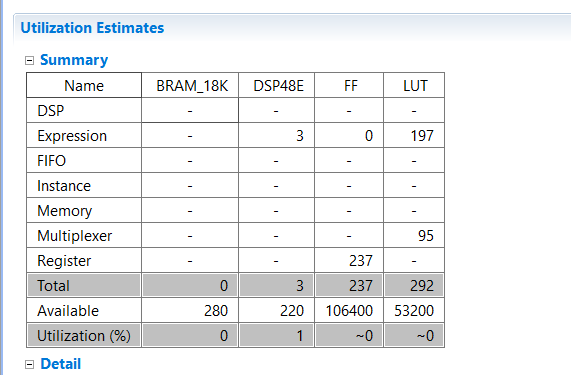 Utilization Estimates
Summary
Name BRAM_18K DSP48E FF LUT
DSP - - - -
Expression - 3 0 197
FIFO - - - -
Instance - - - -
Memory - - - -
Multiplexer - - - 95
Register - - 237 -
Total 0 3 237 292
Available 280 220 106400 53200
Utilization (%) 0 1 ~0 ~0
Detail